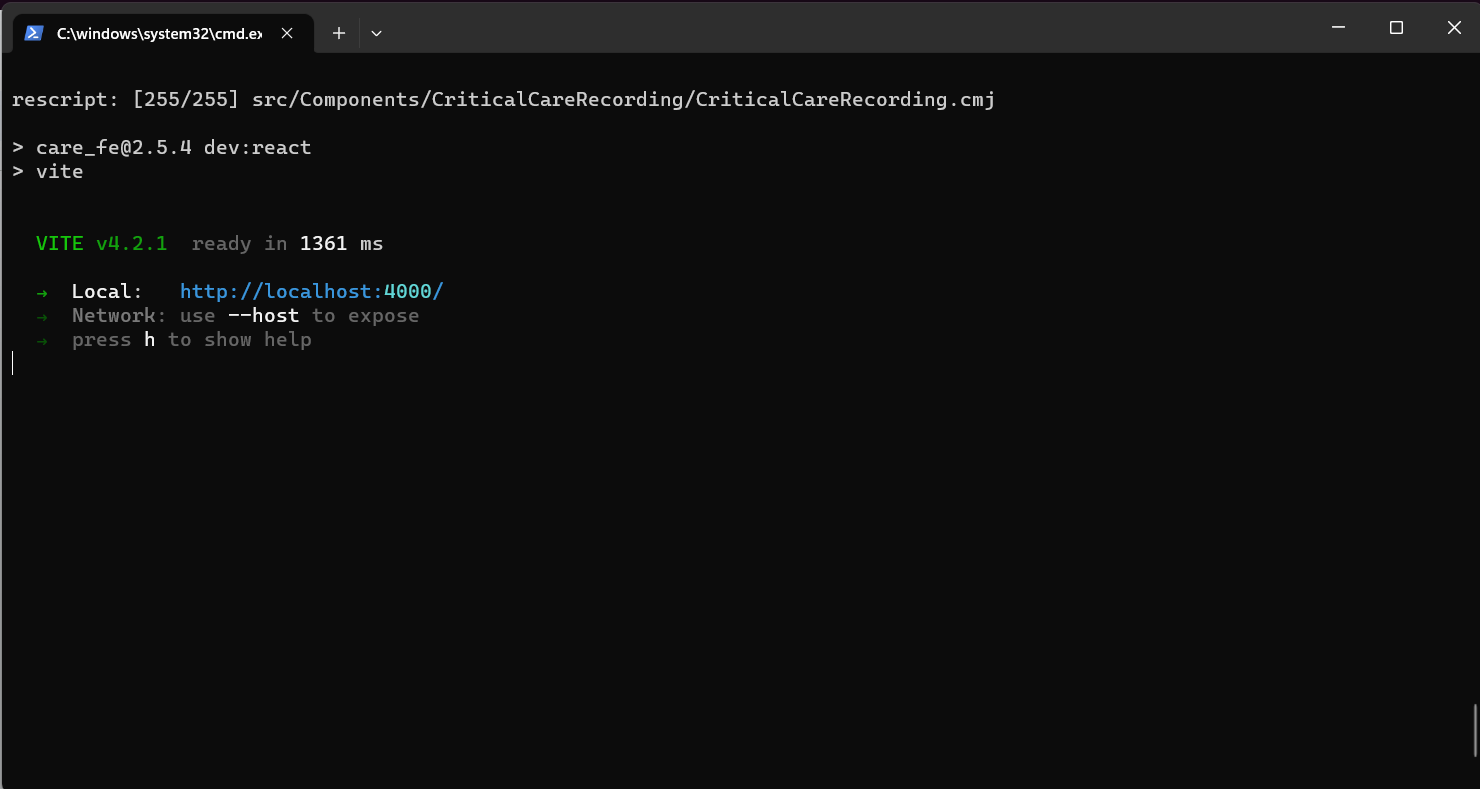 C:\windows\system32\cmd.ex
rescript: [255/255] src/Components/CriticalCareRecording/CriticalCareRecording.cmj
> care_fe@2.5.4 dev:react
> vite
VITE v4.2.1  ready in 1361 ms
➜  Local:   http://localhost:4000/
➜  Network: use --host to expose
➜  press h to show help